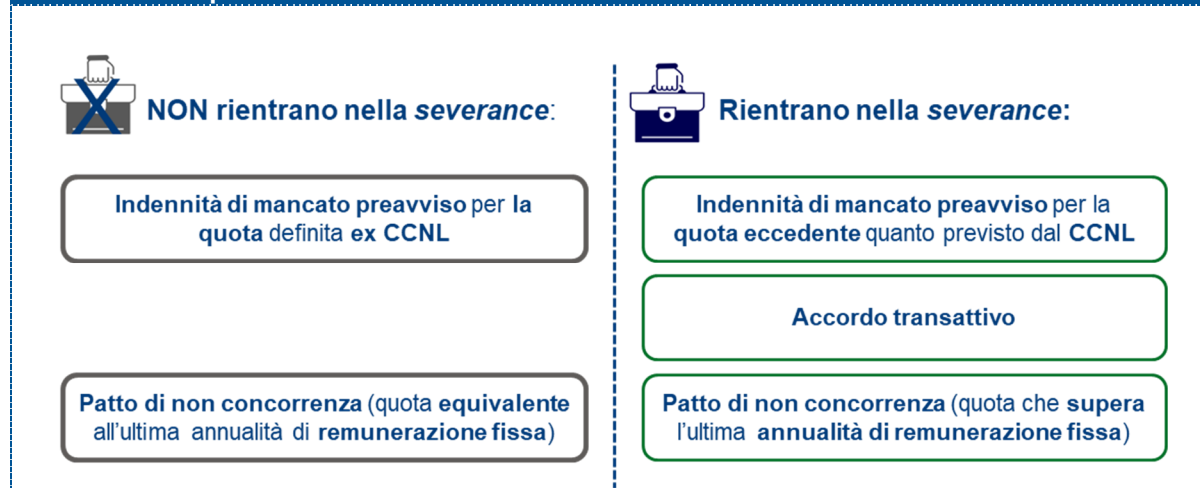 NON rientrano nella severance:
Indennità di mancato preavviso per la
quota definita ex CCNL
Patto di non concorrenza (quota equivalente
all'ultima annualità di remunerazione fissa)
Rientrano nella severance:
Indennità di mancato preavviso per la
quota eccedente quanto previsto dal CCNL
Accordo transattivo
Patto di non concorrenza (quota che supera
l'ultima annualità di remunerazione fissa)